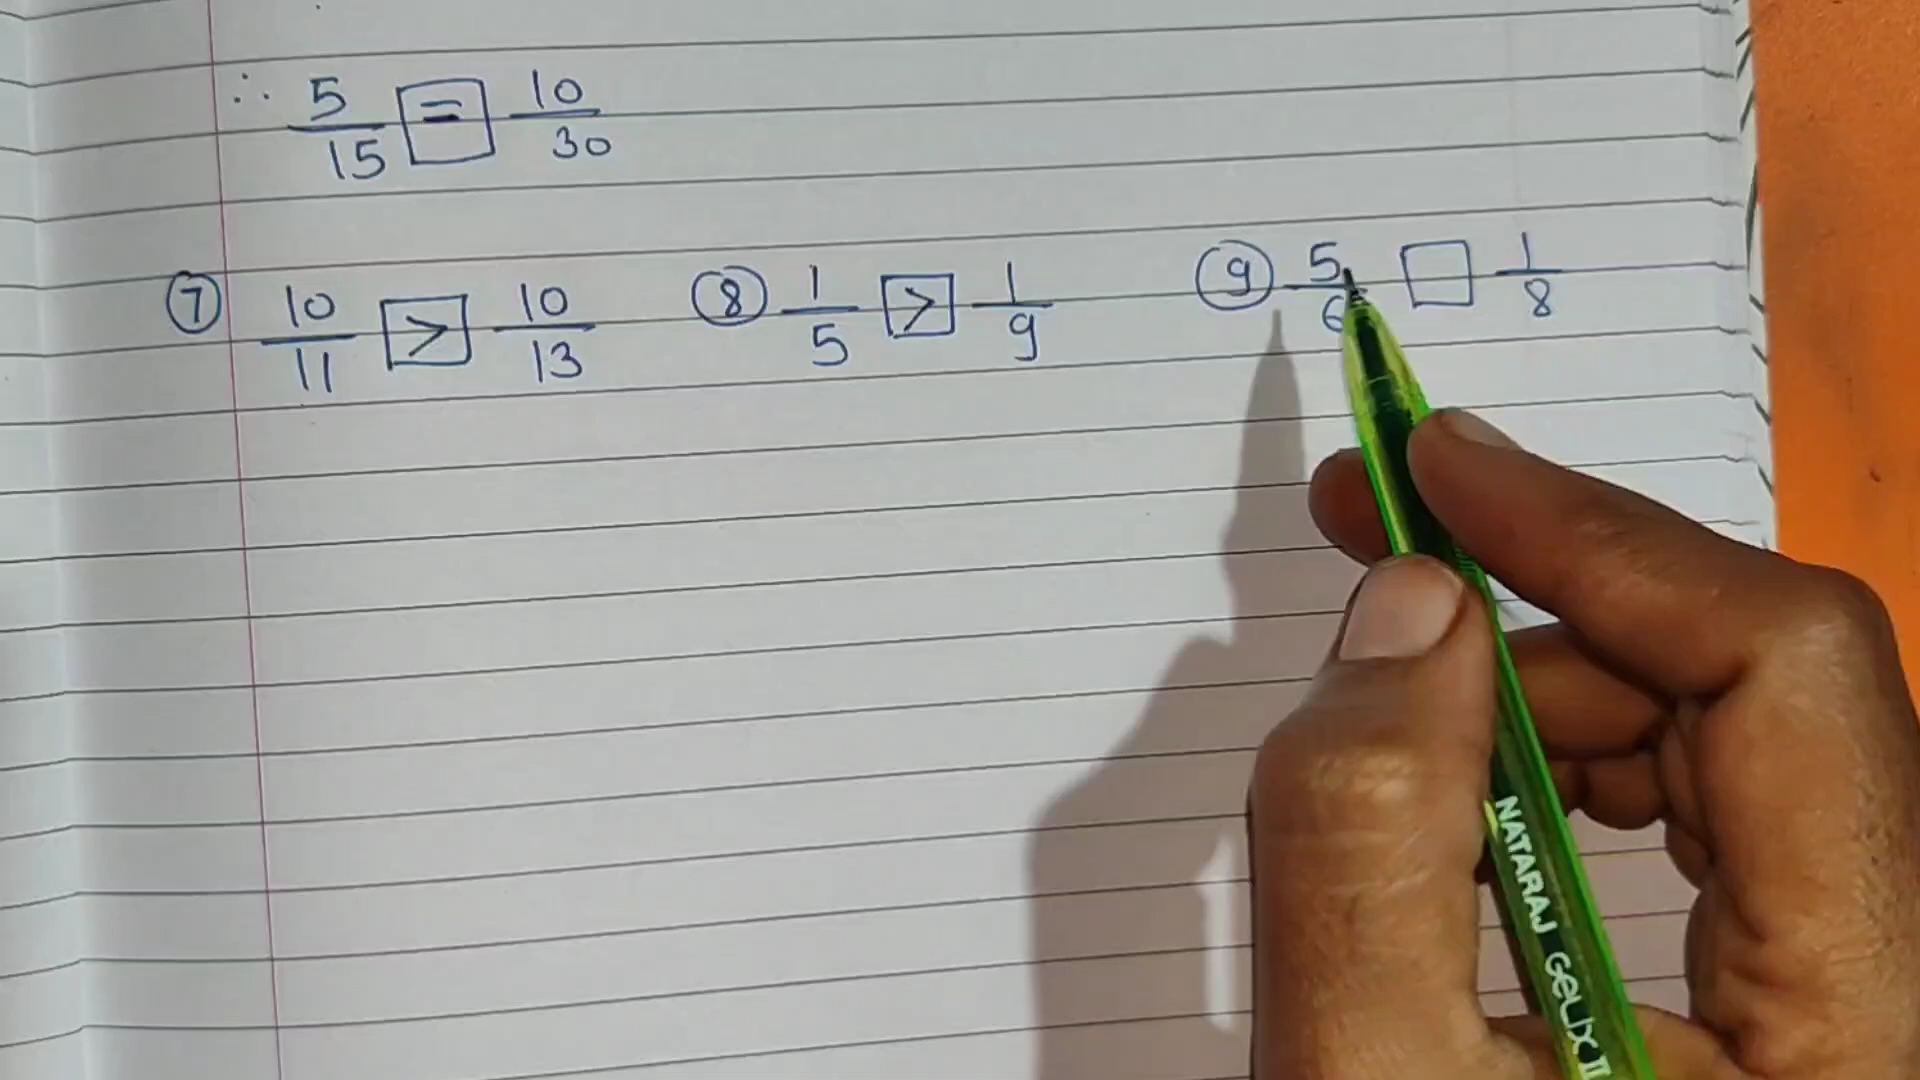 ∴ 5/15 [=] 10/30
⑦ 10/11 [>] 10/13 ⑧ 1/5 [>] 1/9 ⑨ 5/6 [ ] 1/8
NATARAJ GELIX II